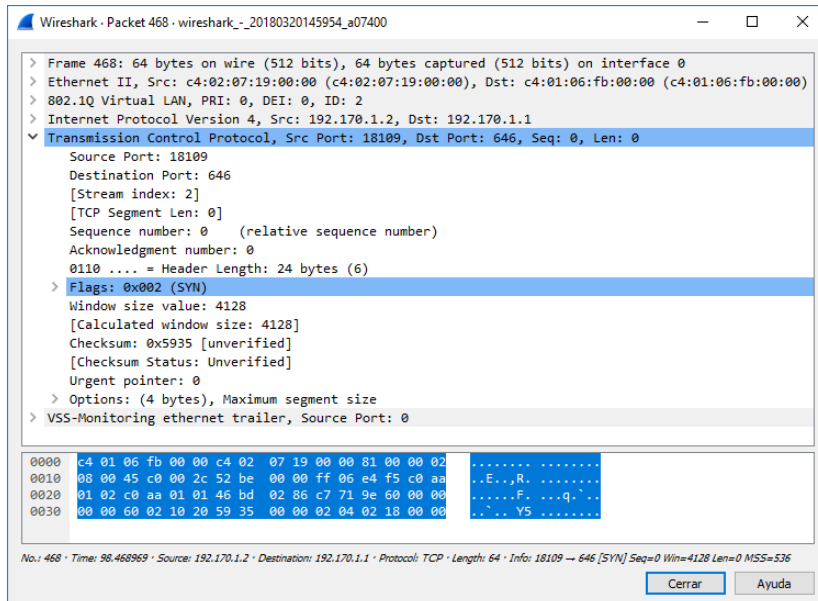 Wireshark · Packet 468 · wireshark_-_20180320145954_a07400
Frame 468: 64 bytes on wire (512 bits), 64 bytes captured (512 bits) on interface 0
Ethernet II, Src: c4:02:07:19:00:00 (c4:02:07:19:00:00), Dst: c4:01:06:fb:00:00 (c4:01:06:fb:00:00)
802.1Q Virtual LAN, PRI: 0, DEI: 0, ID: 2
Internet Protocol Version 4, Src: 192.170.1.2, Dst: 192.170.1.1
Transmission Control Protocol, Src Port: 18109, Dst Port: 646, Seq: 0, Len: 0
Source Port: 18109
Destination Port: 646
[Stream index: 2]
[TCP Segment Len: 0]
Sequence number: 0    (relative sequence number)
Acknowledgment number: 0
0110 .... = Header Length: 24 bytes (6)
Flags: 0x002 (SYN)
Window size value: 4128
[Calculated window size: 4128]
Checksum: 0x5935 [unverified]
[Checksum Status: Unverified]
Urgent pointer: 0
Options: (4 bytes), Maximum segment size
VSS-Monitoring ethernet trailer, Source Port: 0
0000 c4 01 06 fb 00 00 c4 02 07 19 00 00 81 00 00 02 ........ ........
0010 08 00 45 c0 00 2c 52 be 00 00 ff 06 e4 f5 c0 aa ..E..,R. ........
0020 01 02 c0 aa 01 01 46 bd 02 86 c7 71 9e 60 00 00 ......F. ...q.`..
0030 00 00 60 02 10 20 59 35 00 00 02 04 02 18 00 00 ..`.. Y5 ........
No.: 468 · Time: 98.468969 · Source: 192.170.1.2 · Destination: 192.170.1.1 · Protocol: TCP · Length: 64 · Info: 18109 → 646 [SYN] Seq=0 Win=4128 Len=0 MSS=536
Cerrar Ayuda